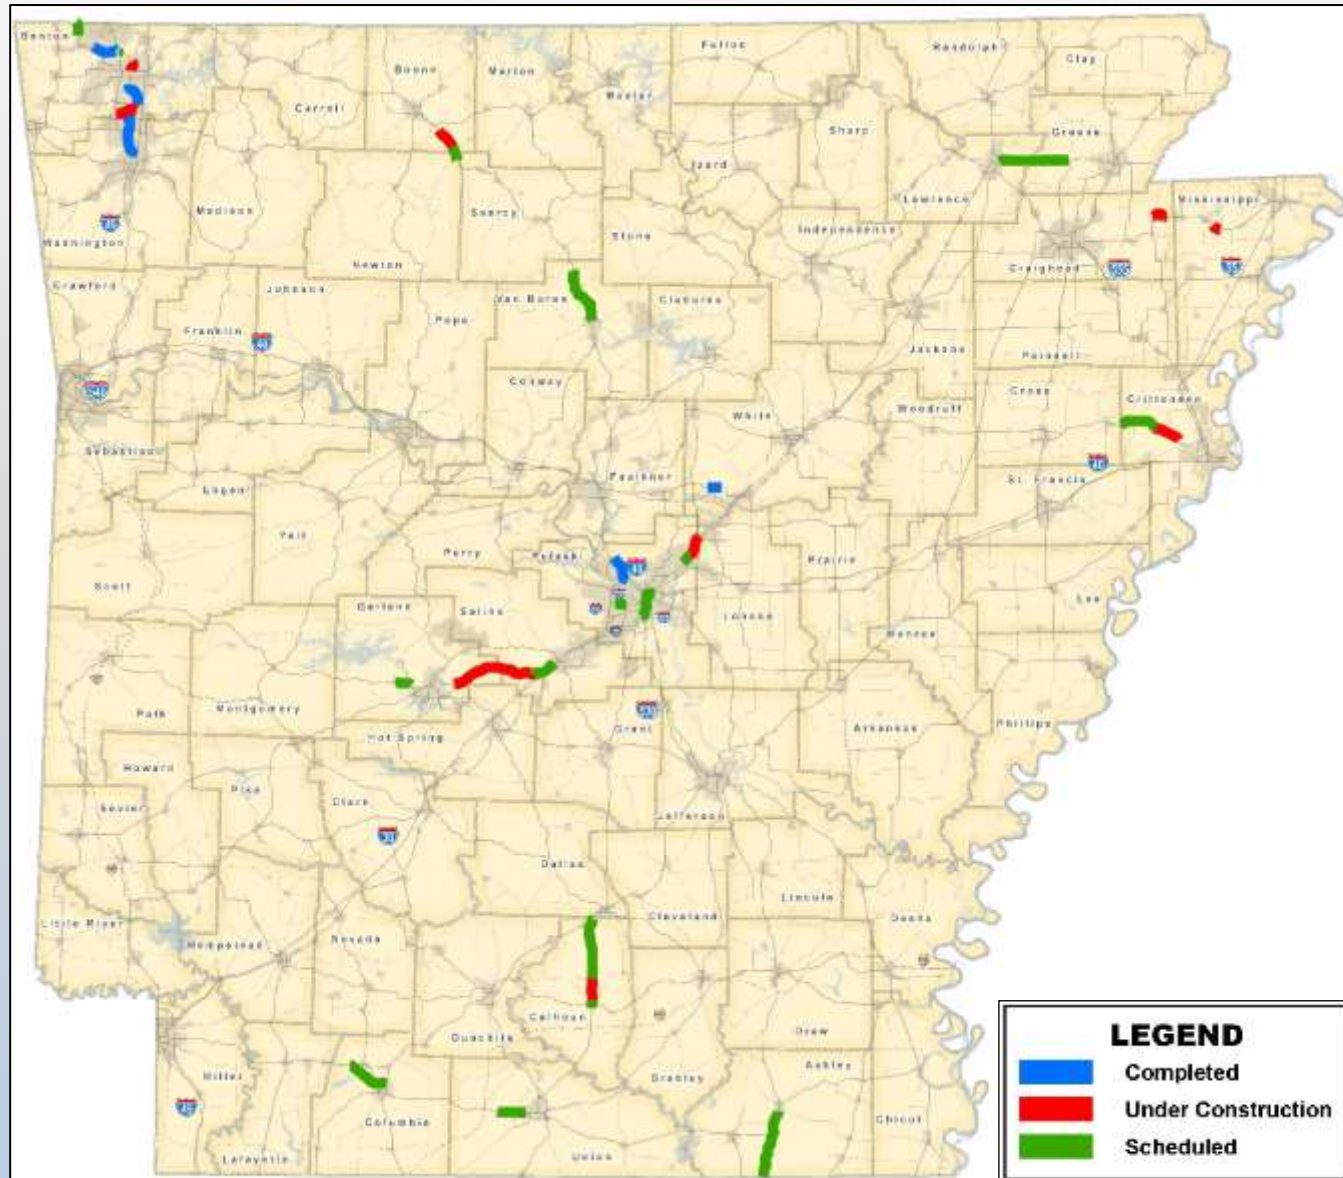 Benton
Boone
Marion
Fulton
Randolph
Clay
Baxter
Carroll
Sharp
Greene
Izard
Lawrence
Mississippi
Madison
Searcy
Stone
Independence
Washington
Newton
Craighead
Crawford
Johnson
Van Buren
Cleburne
Franklin
Pope
Jackson
Poinsett
Conway
Cross
Crittenden
White
Woodruff
Sebastian
Logan
Faulkner
St. Francis
Yell
Perry
Pulaski
Prairie
Scott
Garland
Saline
Lonoke
Lee
Monroe
Polk
Montgomery
Hot Spring
Grant
Arkansas
Phillips
Howard
Pike
Sevier
Clark
Jefferson
Dallas
Lincoln
Little River
Hempstead
Nevada
Cleveland
Desha
Calhoun
Ouachita
Drew
Miller
Bradley
Ashley
Columbia
Chicot
Lafayette
Union
LEGEND
Completed
Under Construction
Scheduled